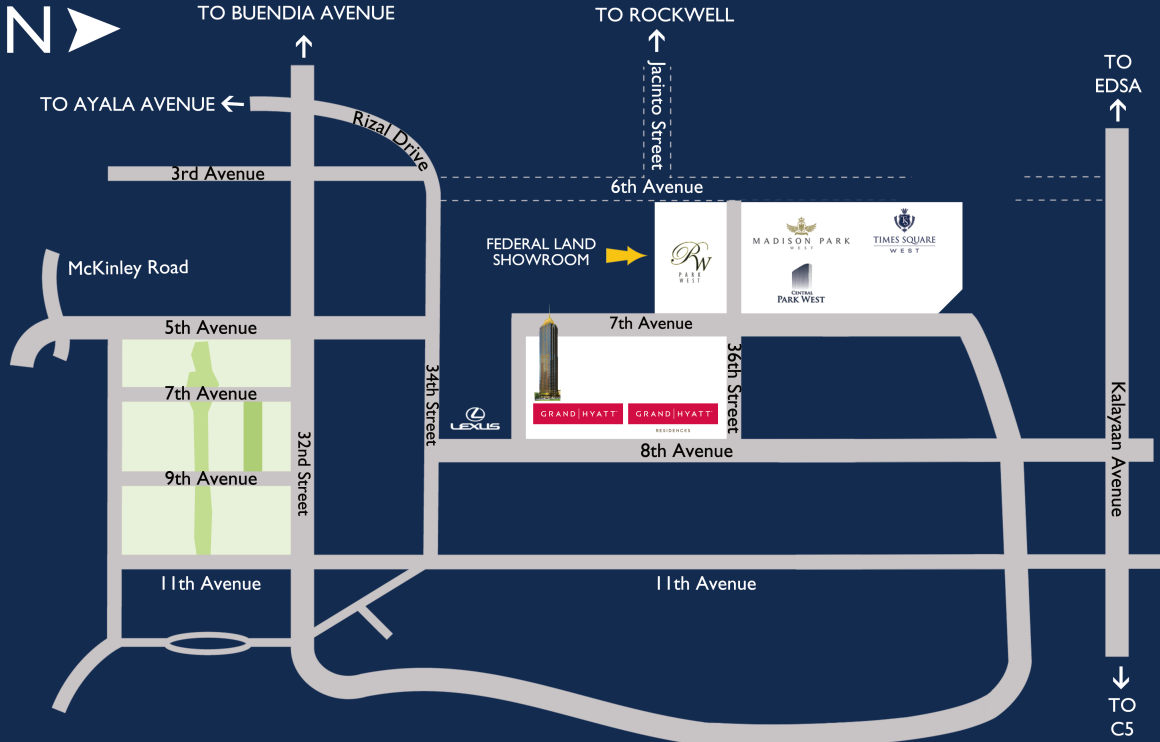 N
TO BUENDIA AVENUE
TO ROCKWELL
TO
EDSA
TO AYALA AVENUE
Rizal Drive
Jacinto Street
3rd Avenue
6th Avenue
McKinley Road
FEDERAL LAND
SHOWROOM
PW
PARK
WEST
MADISON PARK
WEST
TS
TIMES SQUARE
WEST
CENTRAL
PARK WEST
5th Avenue
7th Avenue
34th Street
36th Street
7th Avenue
LEXUS
GRAND|HYATT
GRAND|HYATT
RESIDENCES
Kalayaan Avenue
32nd Street
8th Avenue
9th Avenue
11th Avenue
11th Avenue
TO
C5